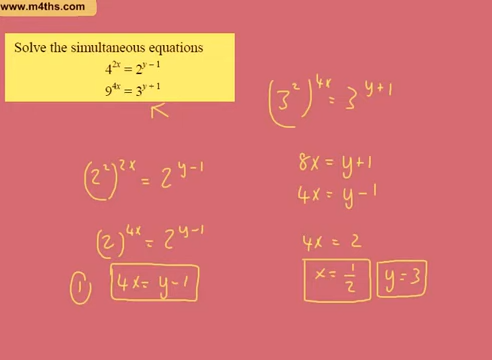 www.m4ths.com
Solve the simultaneous equations
4^{2x} = 2^{y-1}
9^{4x} = 3^{y+1}
(2^2)^{2x} = 2^{y-1}
(2)^{4x} = 2^{y-1}
① 4x = y-1
(3^2)^{4x} = 3^{y+1}
8x = y+1
4x = y-1
4x = 2
x = 1/2 y = 3